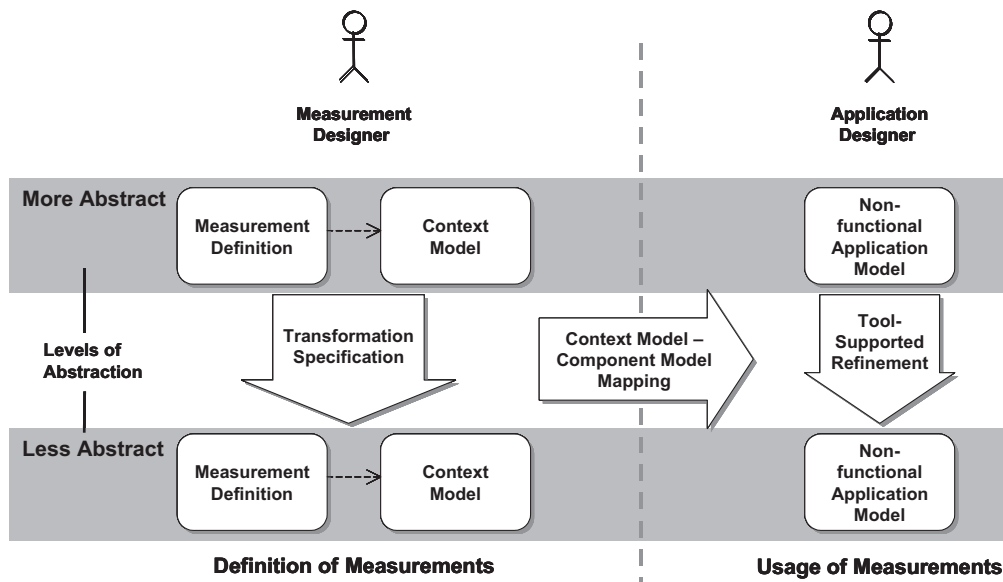 Measurement
Designer
Application
Designer
More Abstract
Measurement
Definition
Context
Model
Non-
functional
Application
Model
Transformation
Specification
Context Model –
Component Model
Mapping
Tool-
Supported
Refinement
Levels of
Abstraction
Less Abstract
Measurement
Definition
Context
Model
Non-
functional
Application
Model
Definition of Measurements
Usage of Measurements